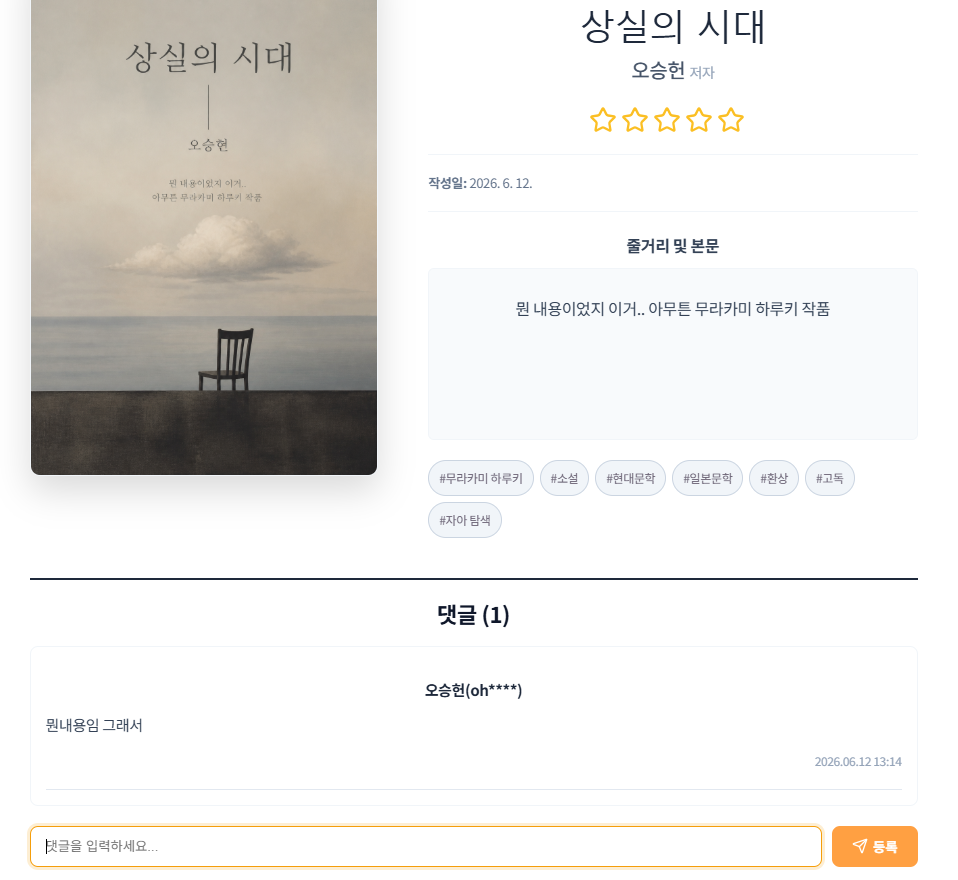 상실의 시대
오승현
뭔 내용이었지 이거..
아무튼 무라카미 하루키 작품
상실의 시대
오승헌 저자
작성일: 2026. 6. 12.
줄거리 및 본문
뭔 내용이었지 이거.. 아무튼 무라카미 하루키 작품
#무라카미 하루키 #소설 #현대문학 #일본문학 #환상 #고독
#자아 탐색
댓글 (1)
오승헌(oh****)
뭔내용임 그래서
2026.06.12 13:14
댓글을 입력하세요...
등록